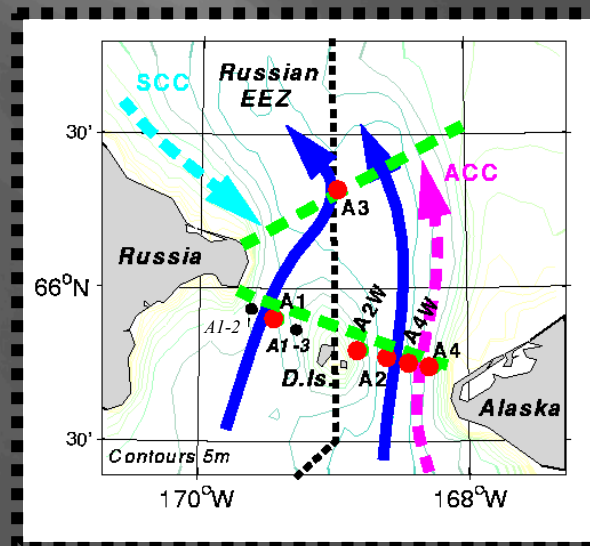 SCC
Russian
EEZ
30'
ACC
A3
Russia
66°N
A1
A2W
A1-2
A1-3
A4W
A4
D.Is.
A2
Alaska
30'
Contours 5m
170°W
168°W